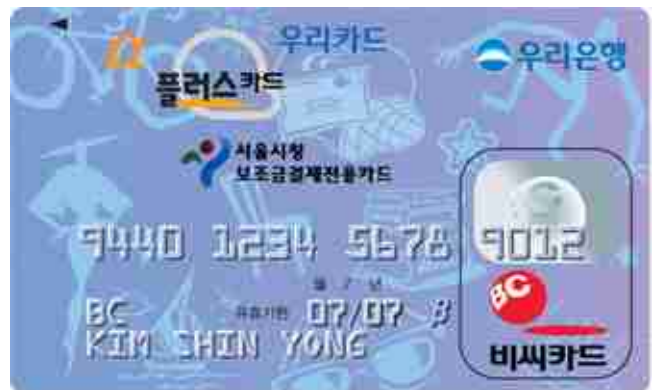 우리카드
우리은행
α
플러스카드
서울시청
보조금결제전용카드
9440 1234 5678 9012
월 / 년
BC 유효기한 07/07 B
KIM SHIN YONG
BC
비씨카드